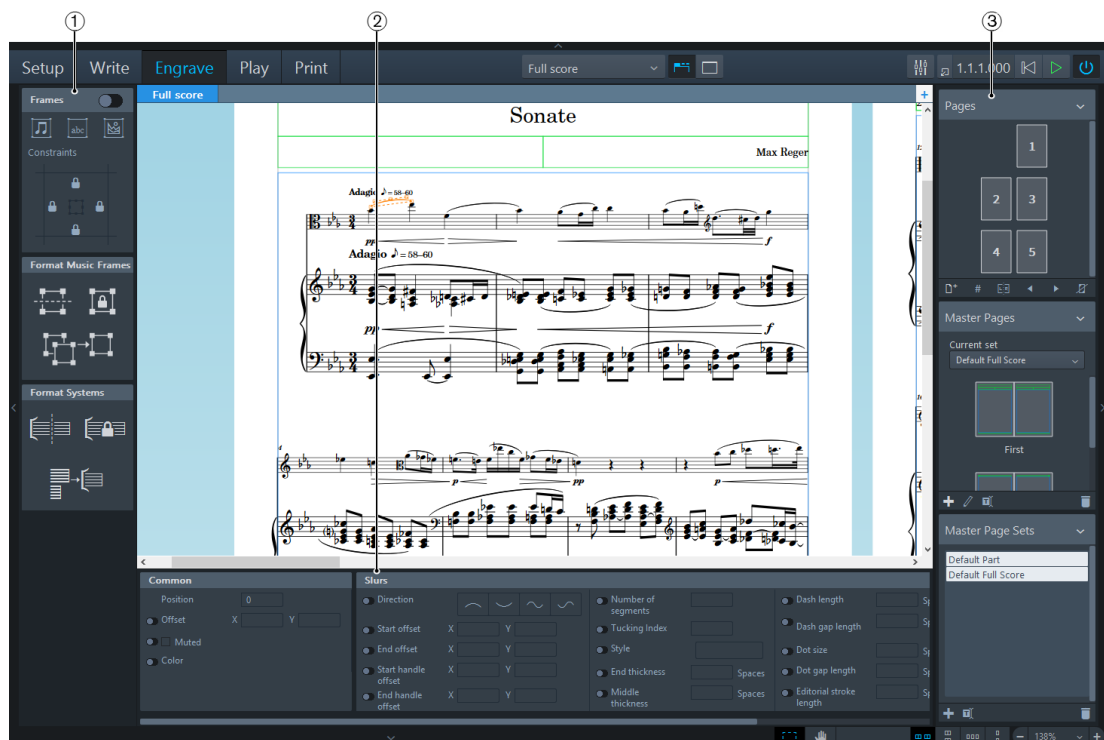 1 2 3
Setup Write Engrave Play Print Full score 1.1.1.000
Frames
abc
Constraints
Format Music Frames
Format Systems
Full score
Sonate
Max Reger
Adagio ♪= 58–60
pp f
Adagio ♪= 58–60
pp f
4
p pp p
Pages
1
2 3
4 5
#
Master Pages
Current set
Default Full Score
First
Master Page Sets
Default Part
Default Full Score
Common
Position 0
Offset X Y
Muted
Color
Slurs
Direction
Start offset X Y
End offset X Y
Start handle offset X Y
End handle offset X Y
Number of segments
Tucking Index
Style
End thickness Spaces
Middle thickness Spaces
Dash length
Dash gap length
Dot size
Dot gap length
Editorial stroke length
138%